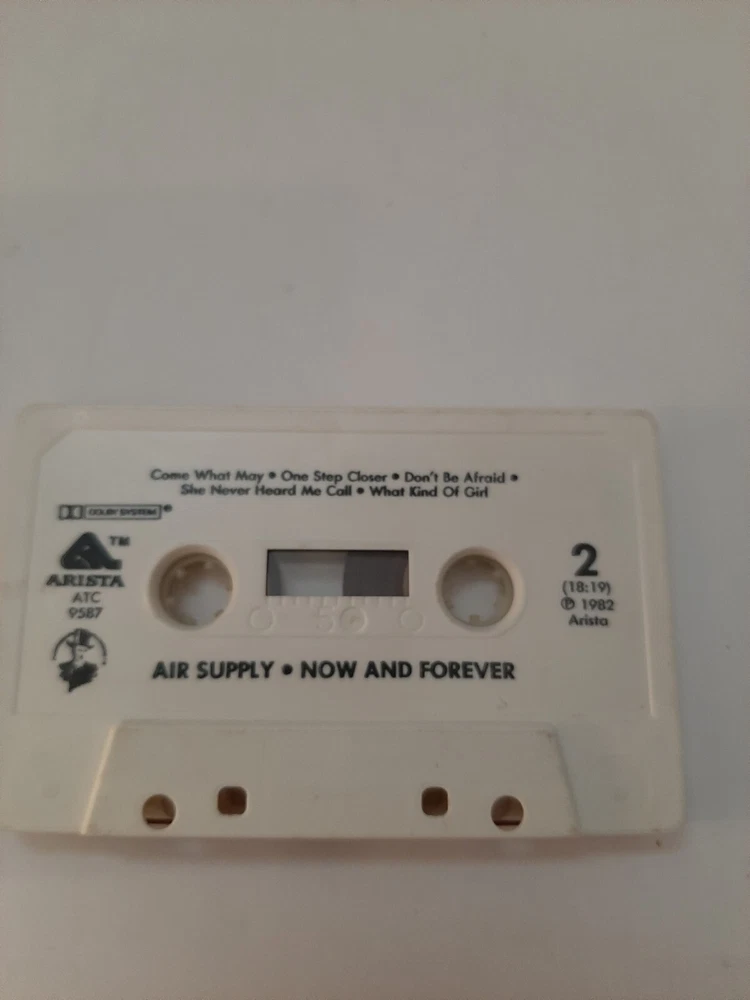 Come What May • One Step Closer • Don't Be Afraid •
She Never Heard Me Call • What Kind Of Girl
DOLBY SYSTEM®
ARISTA™
ATC
9587
2
(18:19)
℗ 1982
Arista
AIR SUPPLY • NOW AND FOREVER